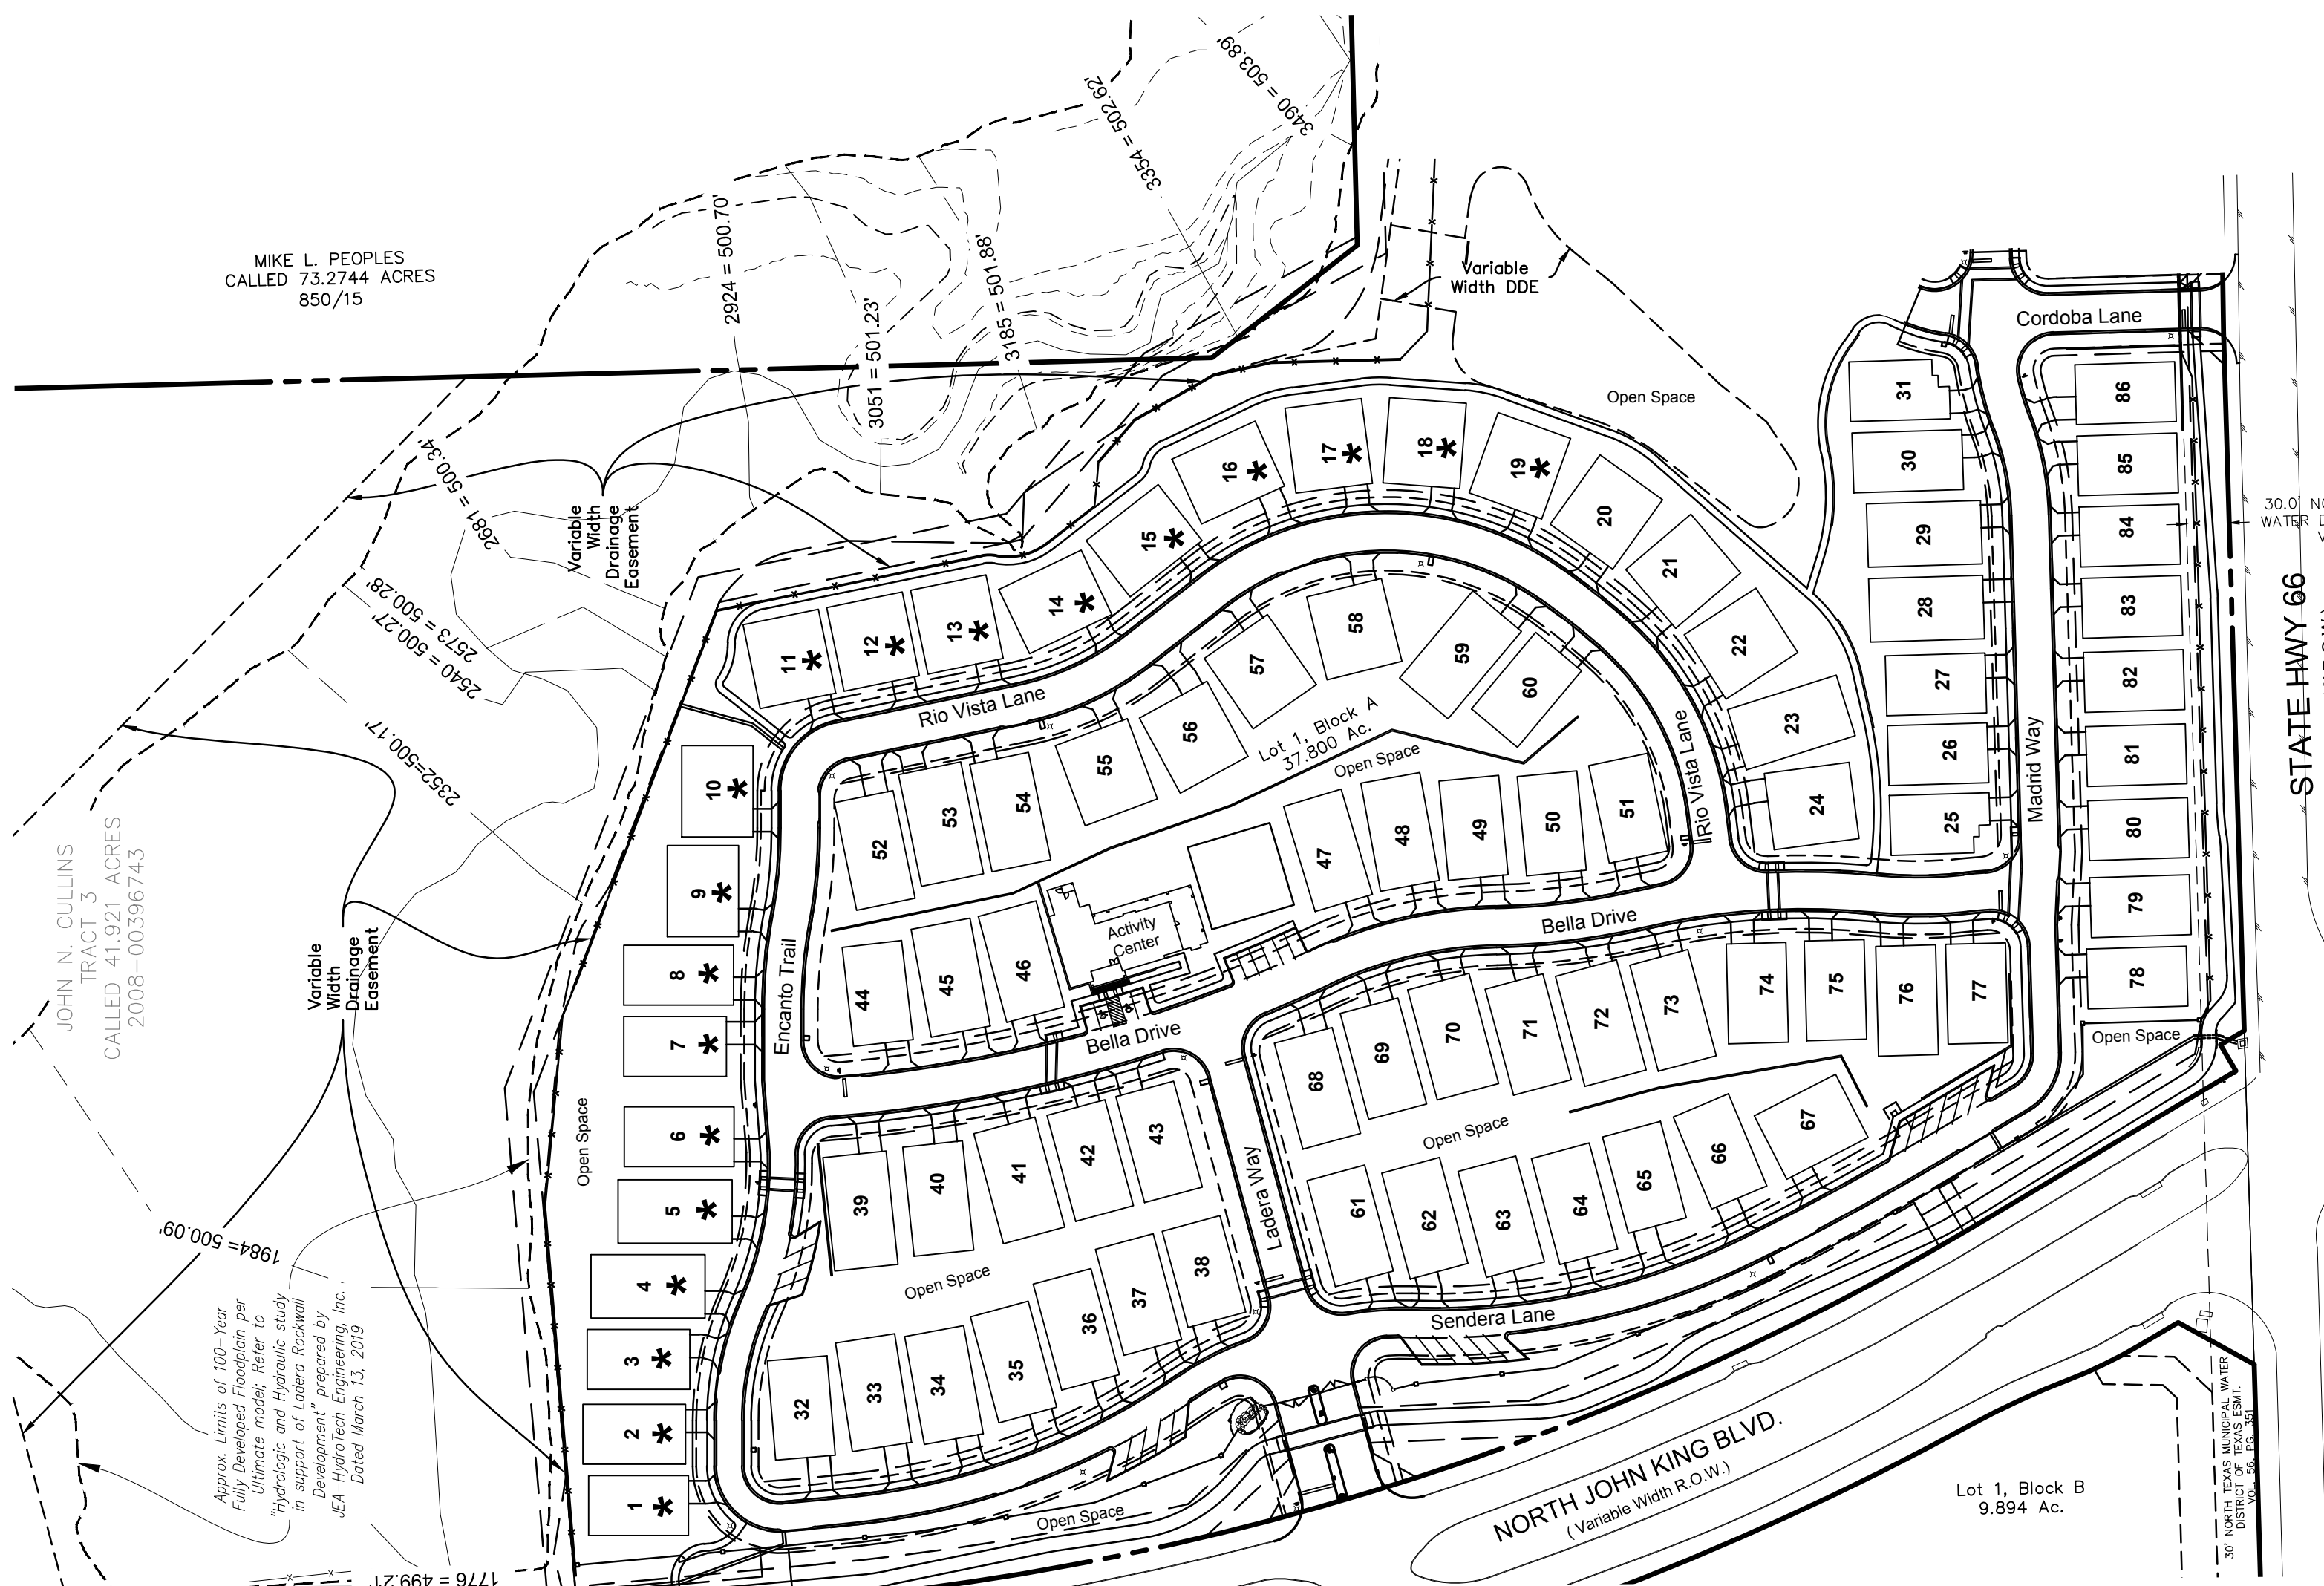 3490 = 503.89'
3354 = 502.62'
3185 = 501.88'
3051 = 501.23'
2924 = 500.70'
2681 = 500.34'
2573 = 500.28'
2540 = 500.27'
2352=500.17'
1984= 500.09'
1776 = 499.21'
MIKE L. PEOPLES
CALLED 73.2744 ACRES
850/15
Variable
Width DDE
Open Space
Cordoba Lane
Variable
Width
Drainage
Easement
JOHN N. CULLINS
TRACT 3
CALLED 41.921 ACRES
2008-00396743
Variable
Width
Drainage
Easement
Approx. Limits of 100-Year
Fully Developed Floodplain per
Ultimate model; Refer to
"Hydrologic and Hydraulic study
in support of Ladera Rockwall
Development" prepared by
JEA-HydroTech Engineering, Inc.
Dated March 13, 2019
Open Space
1 *
2 *
3 *
4 *
5 *
6 *
7 *
8 *
9 *
10 *
11 *
12 *
13 *
14 *
15 *
16 *
17 *
18 *
19 *
20
21
22
23
24
25
26
27
28
29
30
31
Encanto Trail
Rio Vista Lane
Rio Vista Lane
Madrid Way
52
53
54
55
56
57
58
59
60
Lot 1, Block A
37.800 Ac.
Open Space
44
45
46
Activity
Center
47
48
49
50
51
Bella Drive
Bella Drive
39
40
41
42
43
Open Space
32
33
34
35
36
37
38
Ladera Way
68
69
70
71
72
73
74
75
76
77
Open Space
61
62
63
64
65
66
67
Sendera Lane
86
85
84
83
82
81
80
79
78
Open Space
Open Space
STATE HWY 66
30.0' NO
WATER D
NORTH JOHN KING BLVD.
( Variable Width R.O.W.)
Lot 1, Block B
9.894 Ac.
30' NORTH TEXAS MUNICIPAL WATER
DISTRICT OF TEXAS ESMT.
VOL. 56, PG. 351